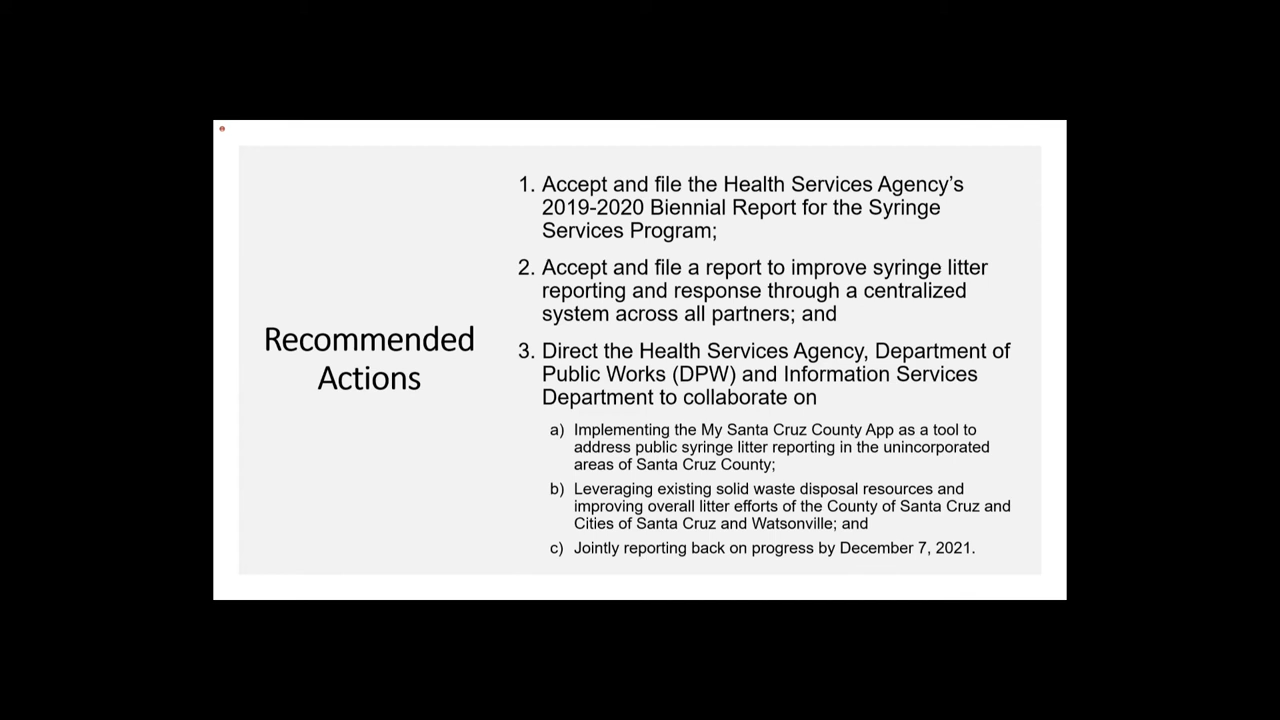 Recommended
Actions
1. Accept and file the Health Services Agency’s
2019-2020 Biennial Report for the Syringe
Services Program;
2. Accept and file a report to improve syringe litter
reporting and response through a centralized
system across all partners; and
3. Direct the Health Services Agency, Department of
Public Works (DPW) and Information Services
Department to collaborate on
a) Implementing the My Santa Cruz County App as a tool to
address public syringe litter reporting in the unincorporated
areas of Santa Cruz County;
b) Leveraging existing solid waste disposal resources and
improving overall litter efforts of the County of Santa Cruz and
Cities of Santa Cruz and Watsonville; and
c) Jointly reporting back on progress by December 7, 2021.